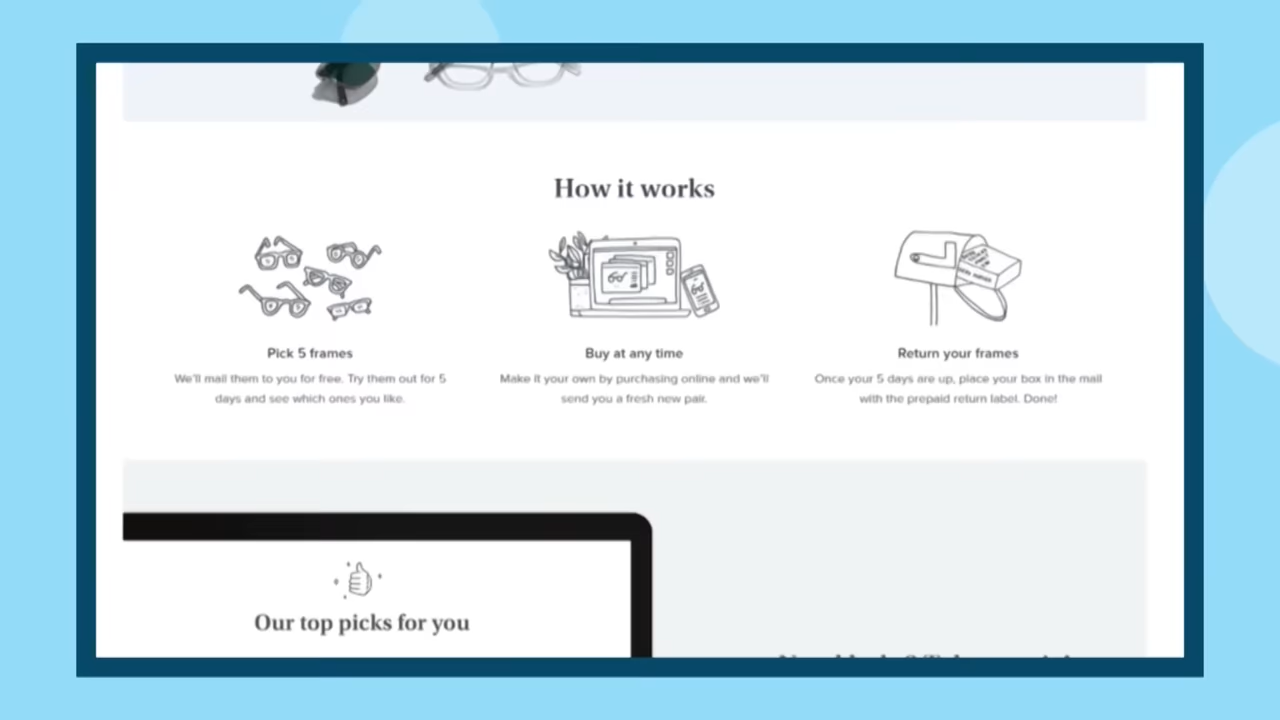 How it works
Pick 5 frames
We'll mail them to you for free. Try them out for 5
days and see which ones you like.
Buy at any time
Make it your own by purchasing online and we'll
send you a fresh new pair.
Return your frames
Once your 5 days are up, place your box in the mail
with the prepaid return label. Done!
Our top picks for you